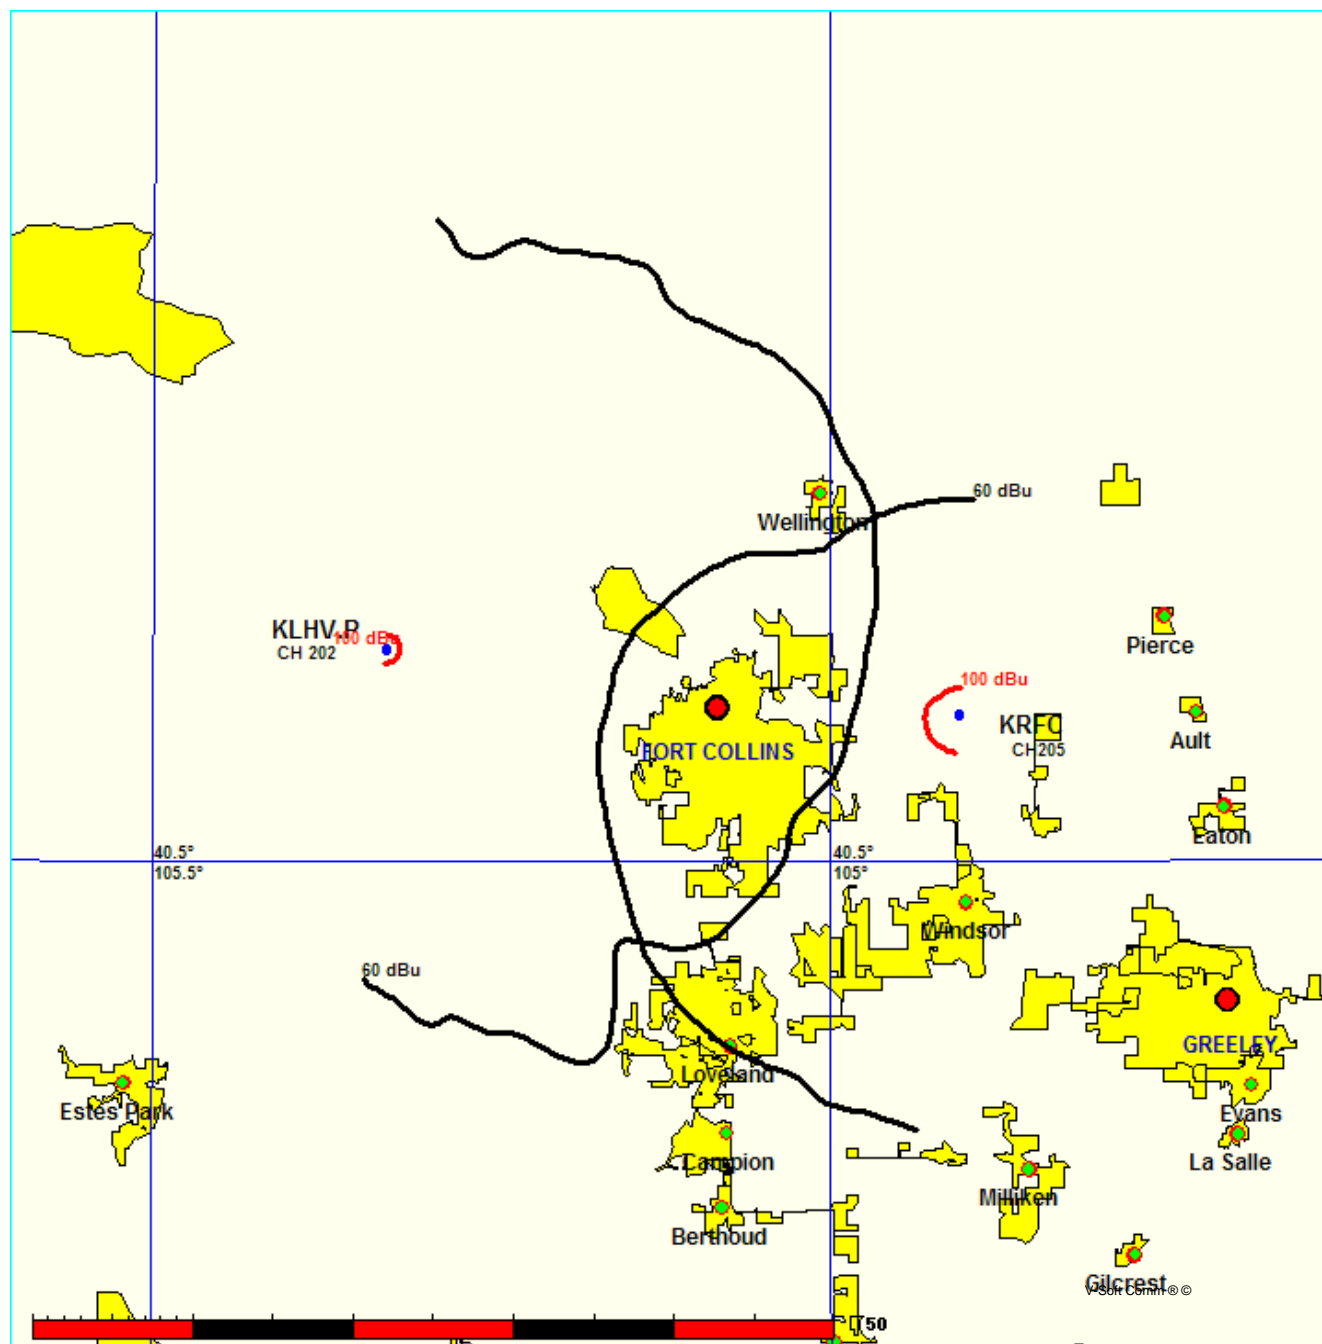 60 dBu
Wellington
KLHV.P
100 dBu
CH 202
Pierce
100 dBu
KRFC
CH205
Ault
FORT COLLINS
Eaton
40.5°
105.5°
40.5°
105°
Windsor
60 dBu
GREELEY
Loveland
Estes Park
Evans
Campion
La Salle
Milliken
Berthoud
Gilcrest
V-Soft Comm ® ©
50